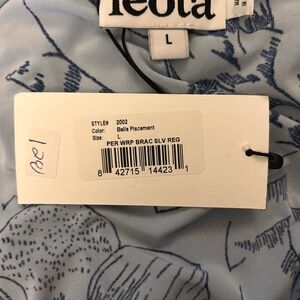 leota
L
STYLE# 2002
Color: Bella Placement
Size: L
PER WRP BRAC SLV REG
8 42715 14423 1